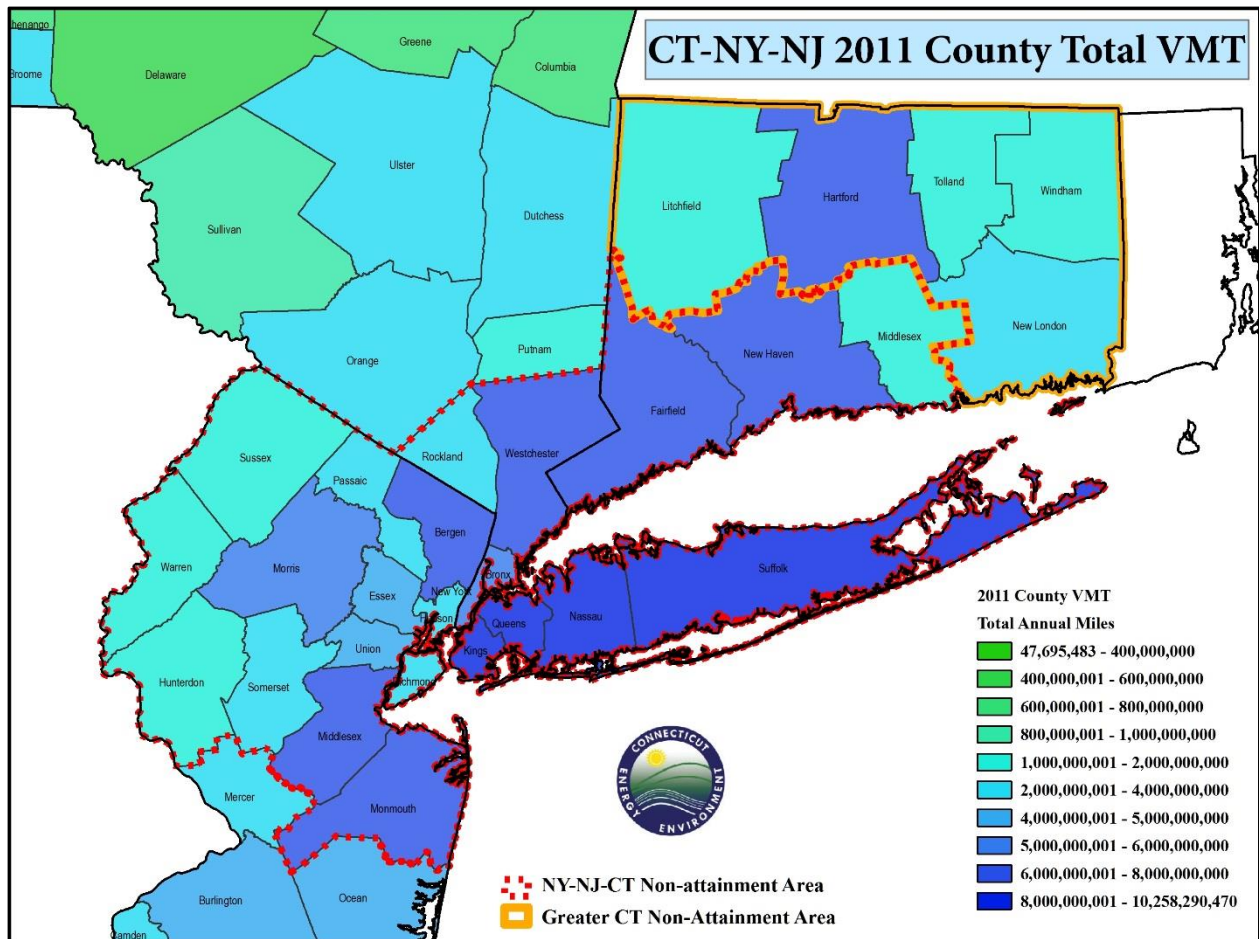 CT-NY-NJ 2011 County Total VMT
henango
Greene
Columbia
Broome
Delaware
Ulster
Dutchess
Sullivan
Litchfield
Hartford
Tolland
Windham
Orange
Putnam
New Haven
Middlesex
New London
Fairfield
Westchester
Rockland
Sussex
Passaic
Bergen
Warren
Morris
Essex
New York
Bronx
Hudson
Suffolk
Queens
Nassau
Kings
Union
Hunterdon
Somerset
Richmond
Middlesex
Mercer
Monmouth
Burlington
Ocean
Camden
CONNECTICUT
ENERGY ENVIRONMENT
NY-NJ-CT Non-attainment Area
Greater CT Non-Attainment Area
2011 County VMT
Total Annual Miles
47,695,483 - 400,000,000
400,000,001 - 600,000,000
600,000,001 - 800,000,000
800,000,001 - 1,000,000,000
1,000,000,001 - 2,000,000,000
2,000,000,001 - 4,000,000,000
4,000,000,001 - 5,000,000,000
5,000,000,001 - 6,000,000,000
6,000,000,001 - 8,000,000,000
8,000,000,001 - 10,258,290,470